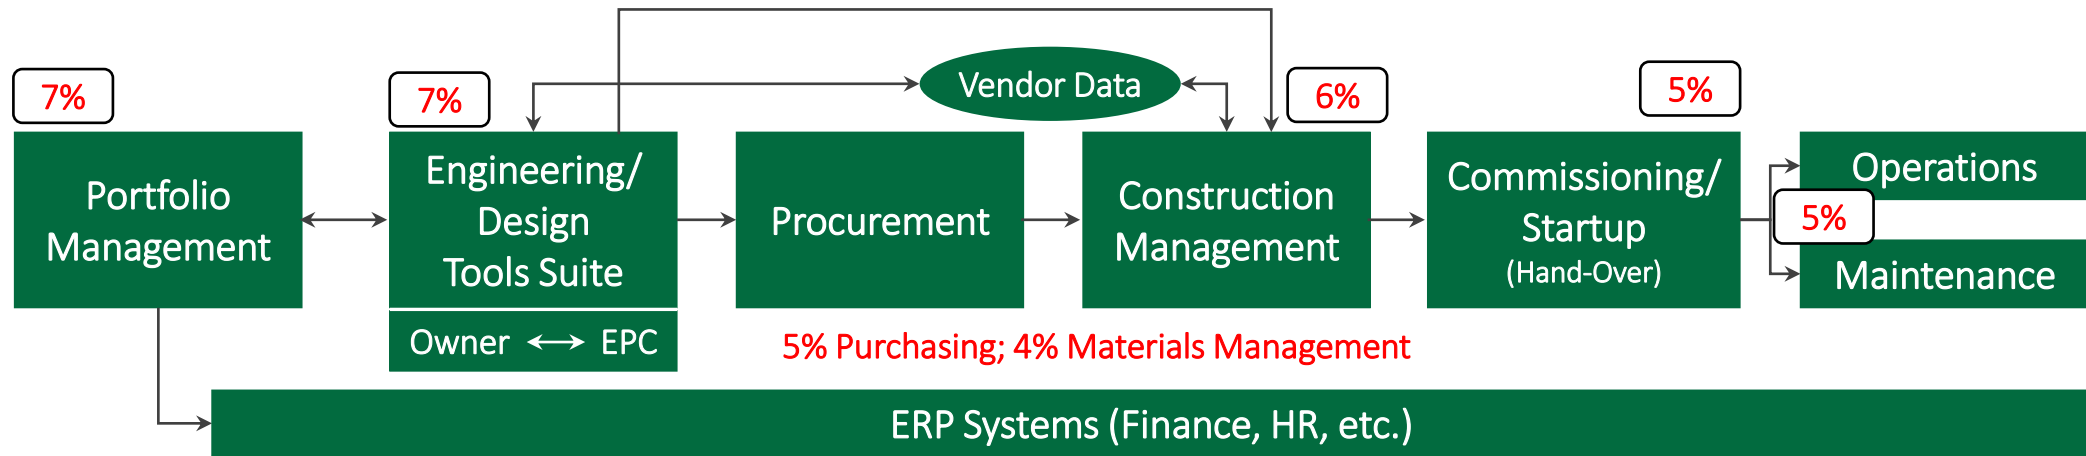 Vendor Data
7%
7%
6%
5%
Portfolio
Management
Engineering/
Design
Tools Suite
Owner
EPC
Procurement
Construction
Management
Commissioning/
Startup
(Hand-Over)
Operations
5%
Maintenance
5% Purchasing; 4% Materials Management
ERP Systems (Finance, HR, etc.)